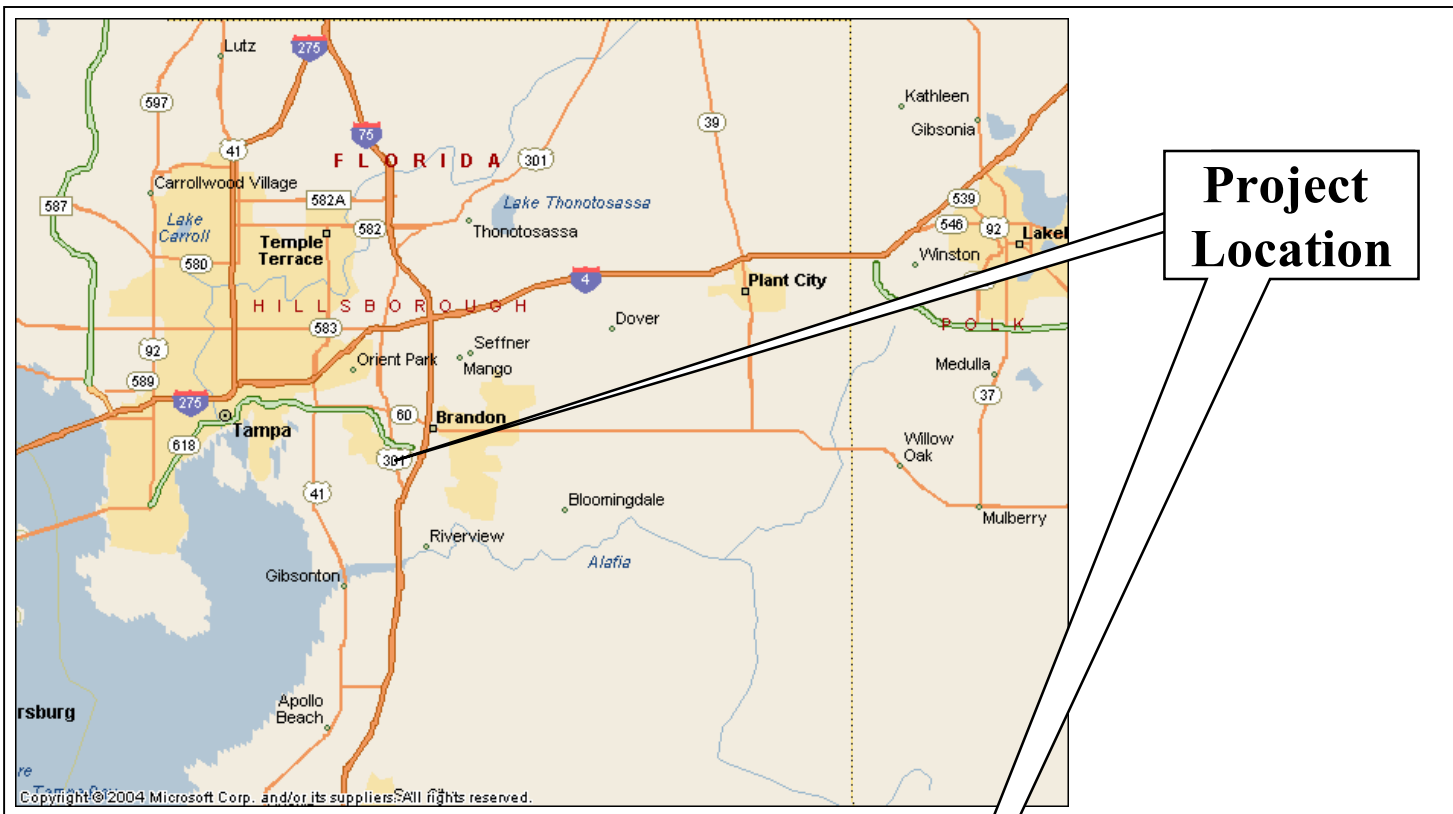 Lutz
275
597
Kathleen
Gibsonia
39
75
41
FLORIDA
301
Carrollwood Village
582A
587
Lake Thonotosassa
539
Project
Location
Lake
Carroll
582
Thonotosassa
546
92
Lakel
Temple
Terrace
580
Winston
4
Plant City
HILLSBOROUGH
583
Dover
POLK
92
Orient Park
Seffner
Mango
Medulla
589
37
275
60
Brandon
Tampa
618
Willow
Oak
301
41
Bloomingdale
Mulberry
Riverview
Alafia
Gibsonton
Apollo
Beach
rsburg
re
Copyright © 2004 Microsoft Corp. and/or its suppliers. All rights reserved.